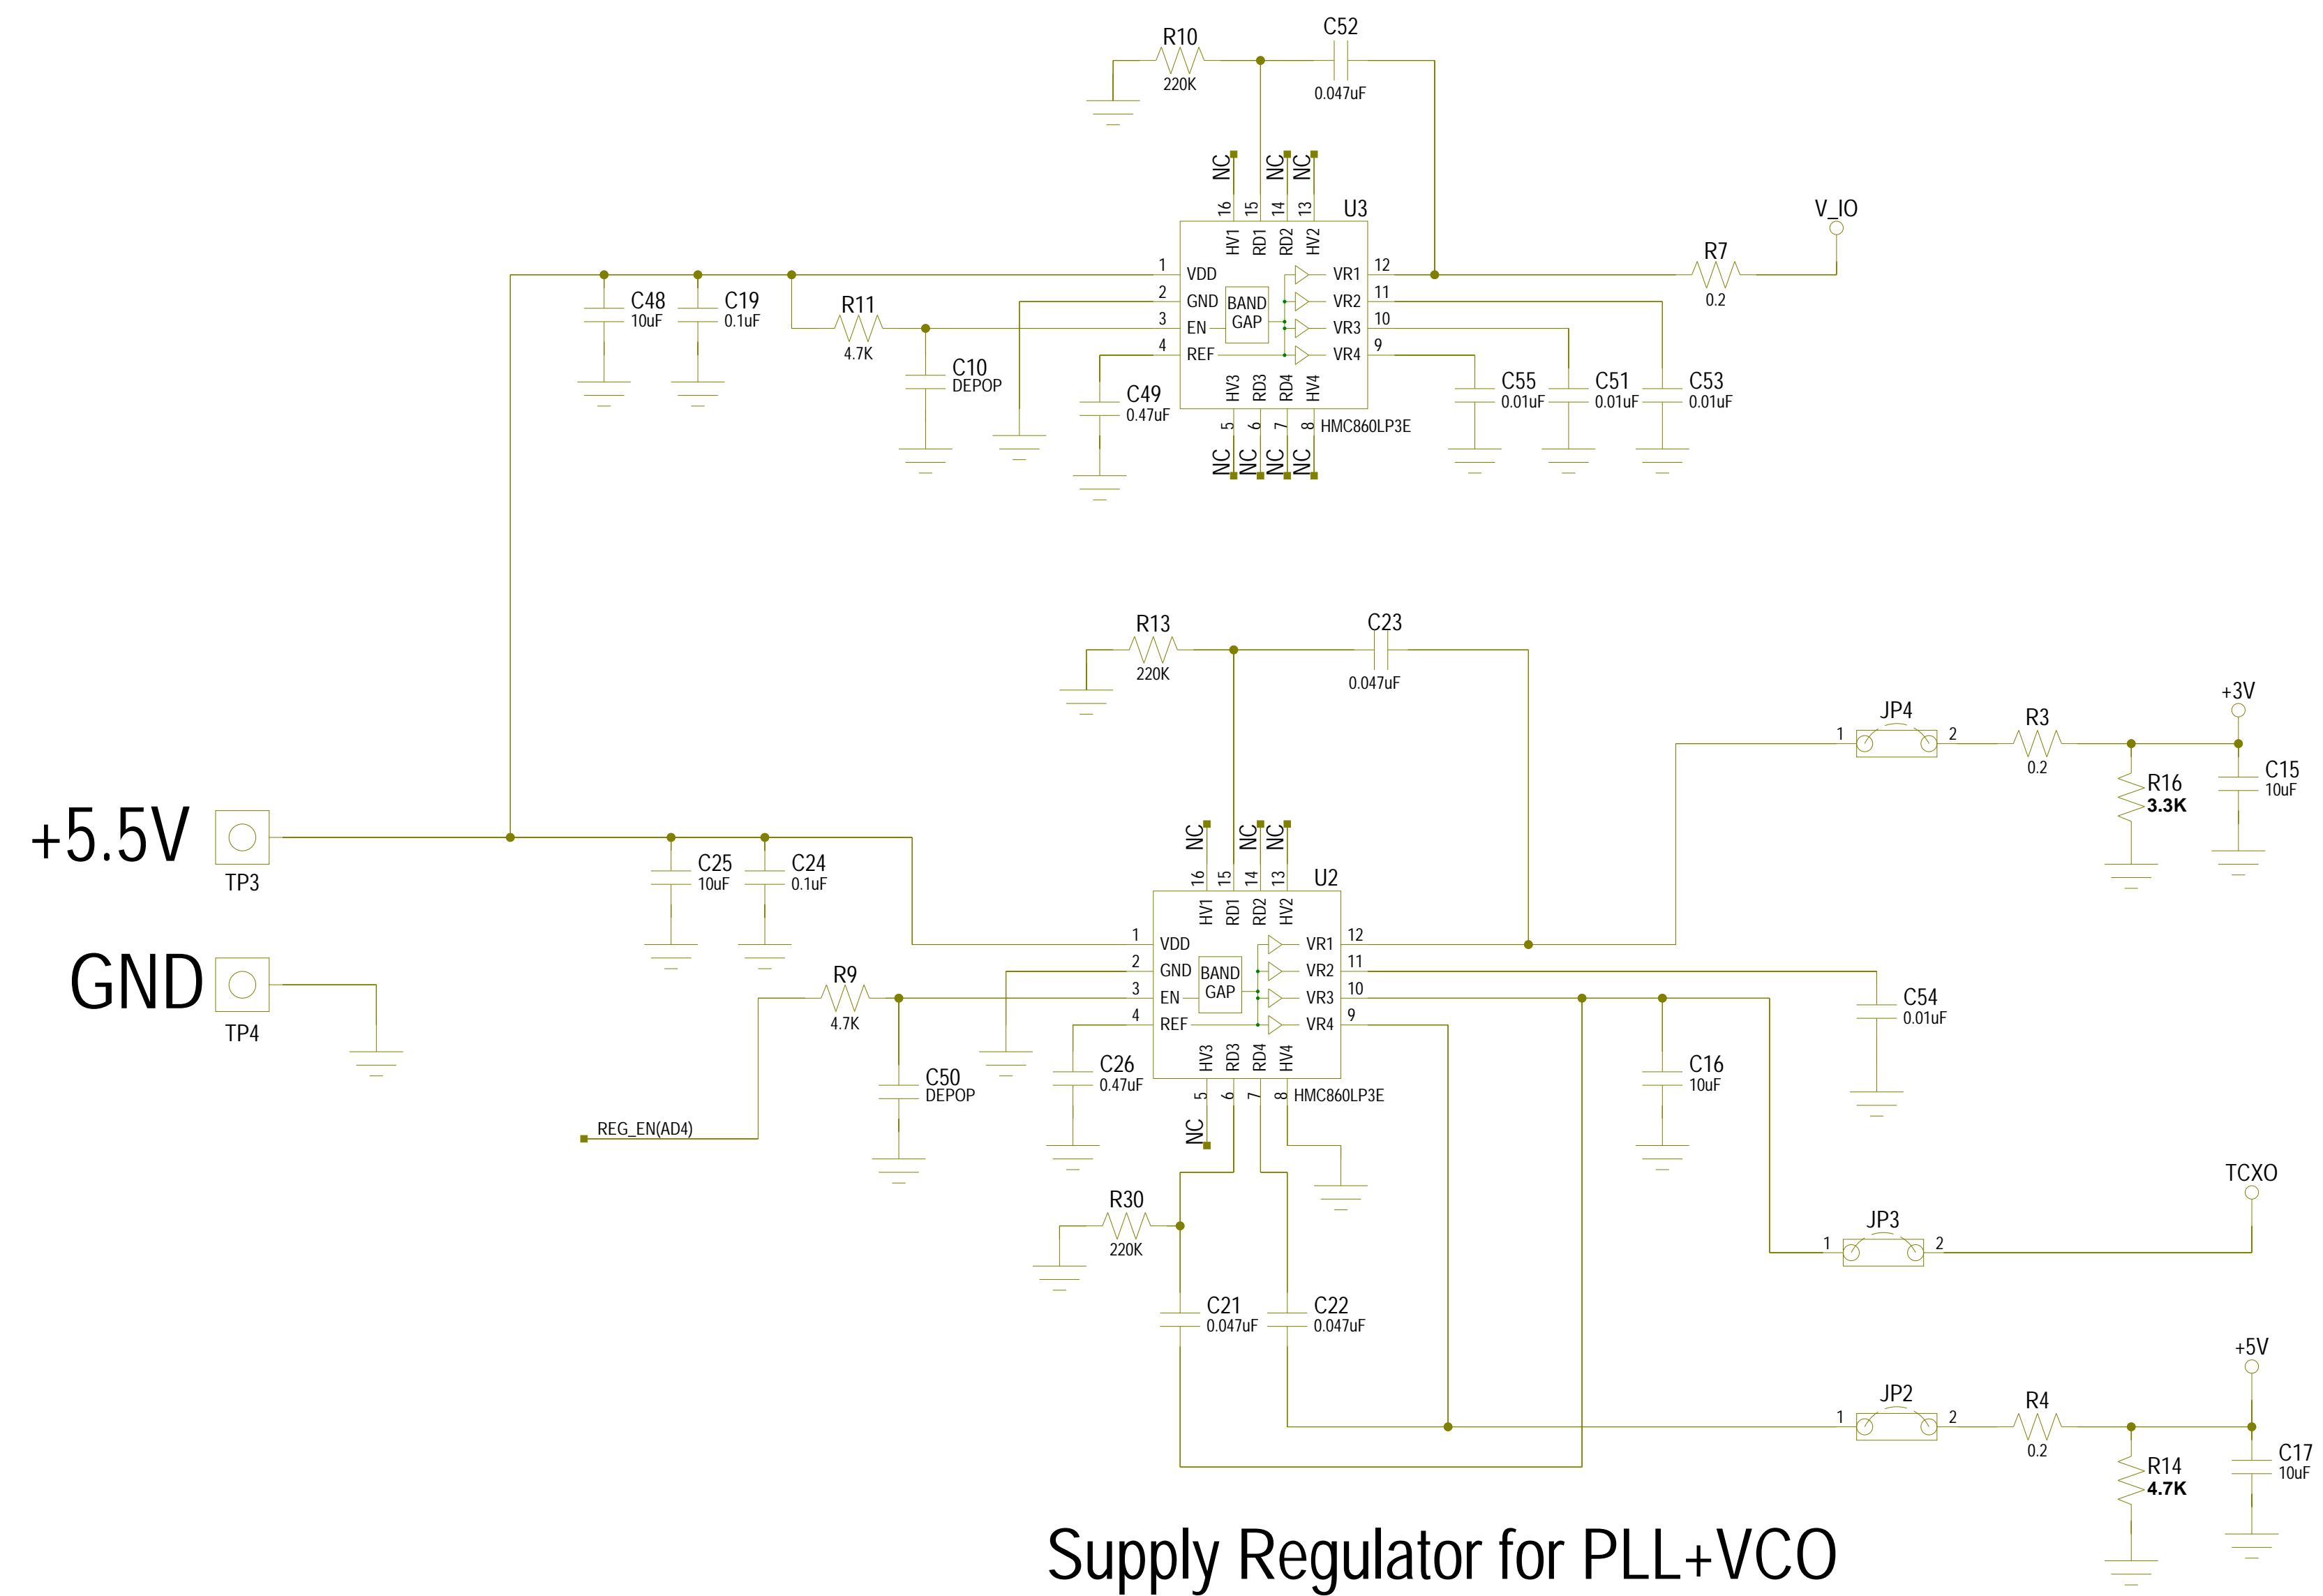 C52
R10
220K
0.047uF
NC NC NC
16 15 14 13
U3
V_IO
HV1 RD1 RD2 HV2
R7
0.2
1 VDD VR1 12
2 GND BAND VR2 11
3 EN GAP VR3 10
4 REF VR4 9
C48
10uF
C19
0.1uF
R11
4.7K
C10
DEPOP
C49
0.47uF
HV3 RD3 RD4 HV4
5 6 7 8
HMC860LP3E
NC NC NC NC
C55
0.01uF
C51
0.01uF
C53
0.01uF
R13
220K
C23
0.047uF
+3V
JP4
1 2
R3
0.2
R16
3.3K
C15
10uF
+5.5V
TP3
C25
10uF
C24
0.1uF
NC NC NC
16 15 14 13
U2
HV1 RD1 RD2 HV2
1 VDD VR1 12
2 GND BAND VR2 11
3 EN GAP VR3 10
4 REF VR4 9
GND
TP4
R9
4.7K
C50
DEPOP
C26
0.47uF
HV3 RD3 RD4 HV4
5 6 7 8
HMC860LP3E
NC
C54
0.01uF
C16
10uF
REG_EN(AD4)
TCXO
R30
220K
JP3
1 2
C21
0.047uF
C22
0.047uF
+5V
JP2
1 2
R4
0.2
R14
4.7K
C17
10uF
Supply Regulator for PLL+VCO